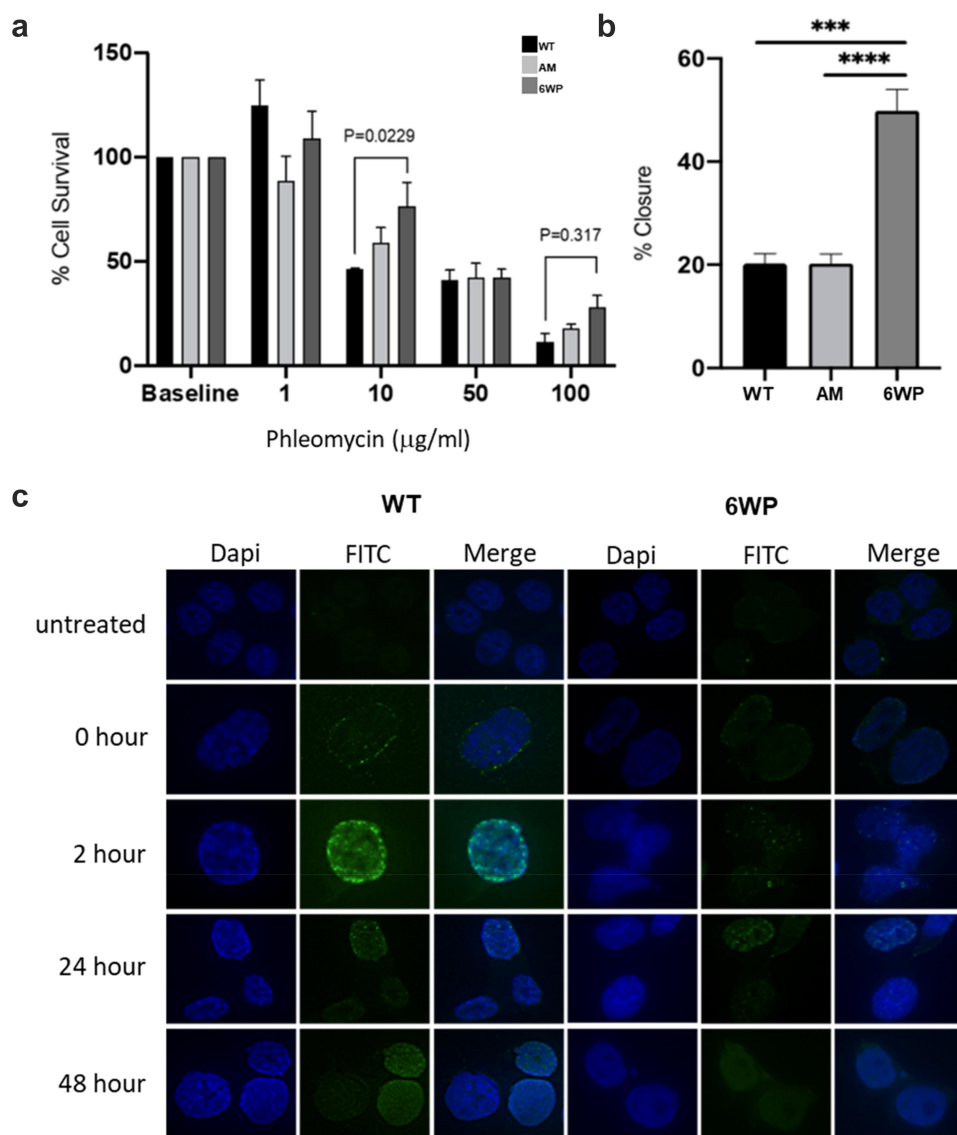 a
150
100
50
0
% Cell Survival
WT
AM
6WP
P=0.0229
P=0.317
Baseline 1 10 50 100
Phleomycin (μg/ml)
b
***
****
60
40
20
0
% Closure
WT AM 6WP
c
WT 6WP
Dapi FITC Merge Dapi FITC Merge
untreated
0 hour
2 hour
24 hour
48 hour